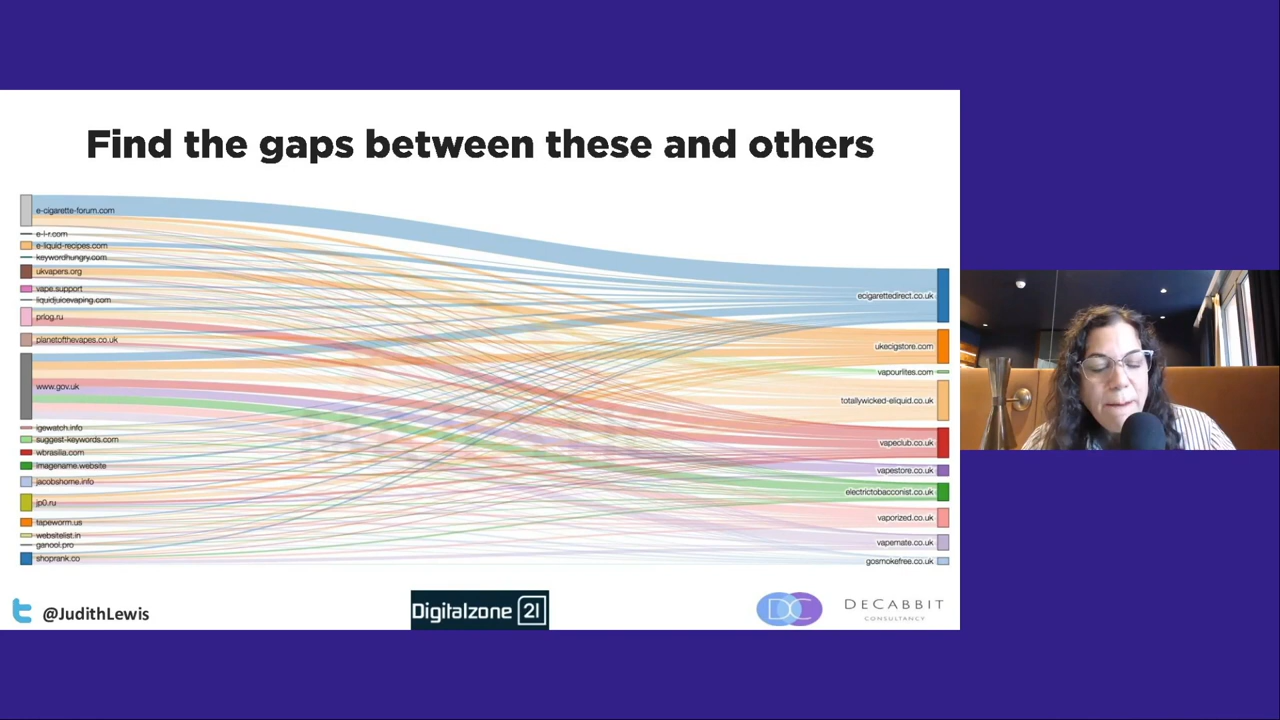 Find the gaps between these and others
e-cigarette-forum.com
e-l-r.com
e-liquid-recipes.com
keywordhungry.com
ukvapers.org
vape.support
liquidjuicevaping.com
prlog.ru
planetofthevapes.co.uk
www.gov.uk
igewatch.info
suggest-keywords.com
wbrasilia.com
imagename.website
jacobshome.info
jp0.ru
tapeworm.us
websitelist.in
ganool.pro
shoprank.co
ecigarettedirect.co.uk
ukecigstore.com
vapourlites.com
totallywicked-eliquid.co.uk
vapeclub.co.uk
vapestore.co.uk
electrictobacconist.co.uk
vaporized.co.uk
vapemate.co.uk
gosmokefree.co.uk
@JudithLewis
Digitalzone 21
DC
DECABBIT
CONSULTANCY